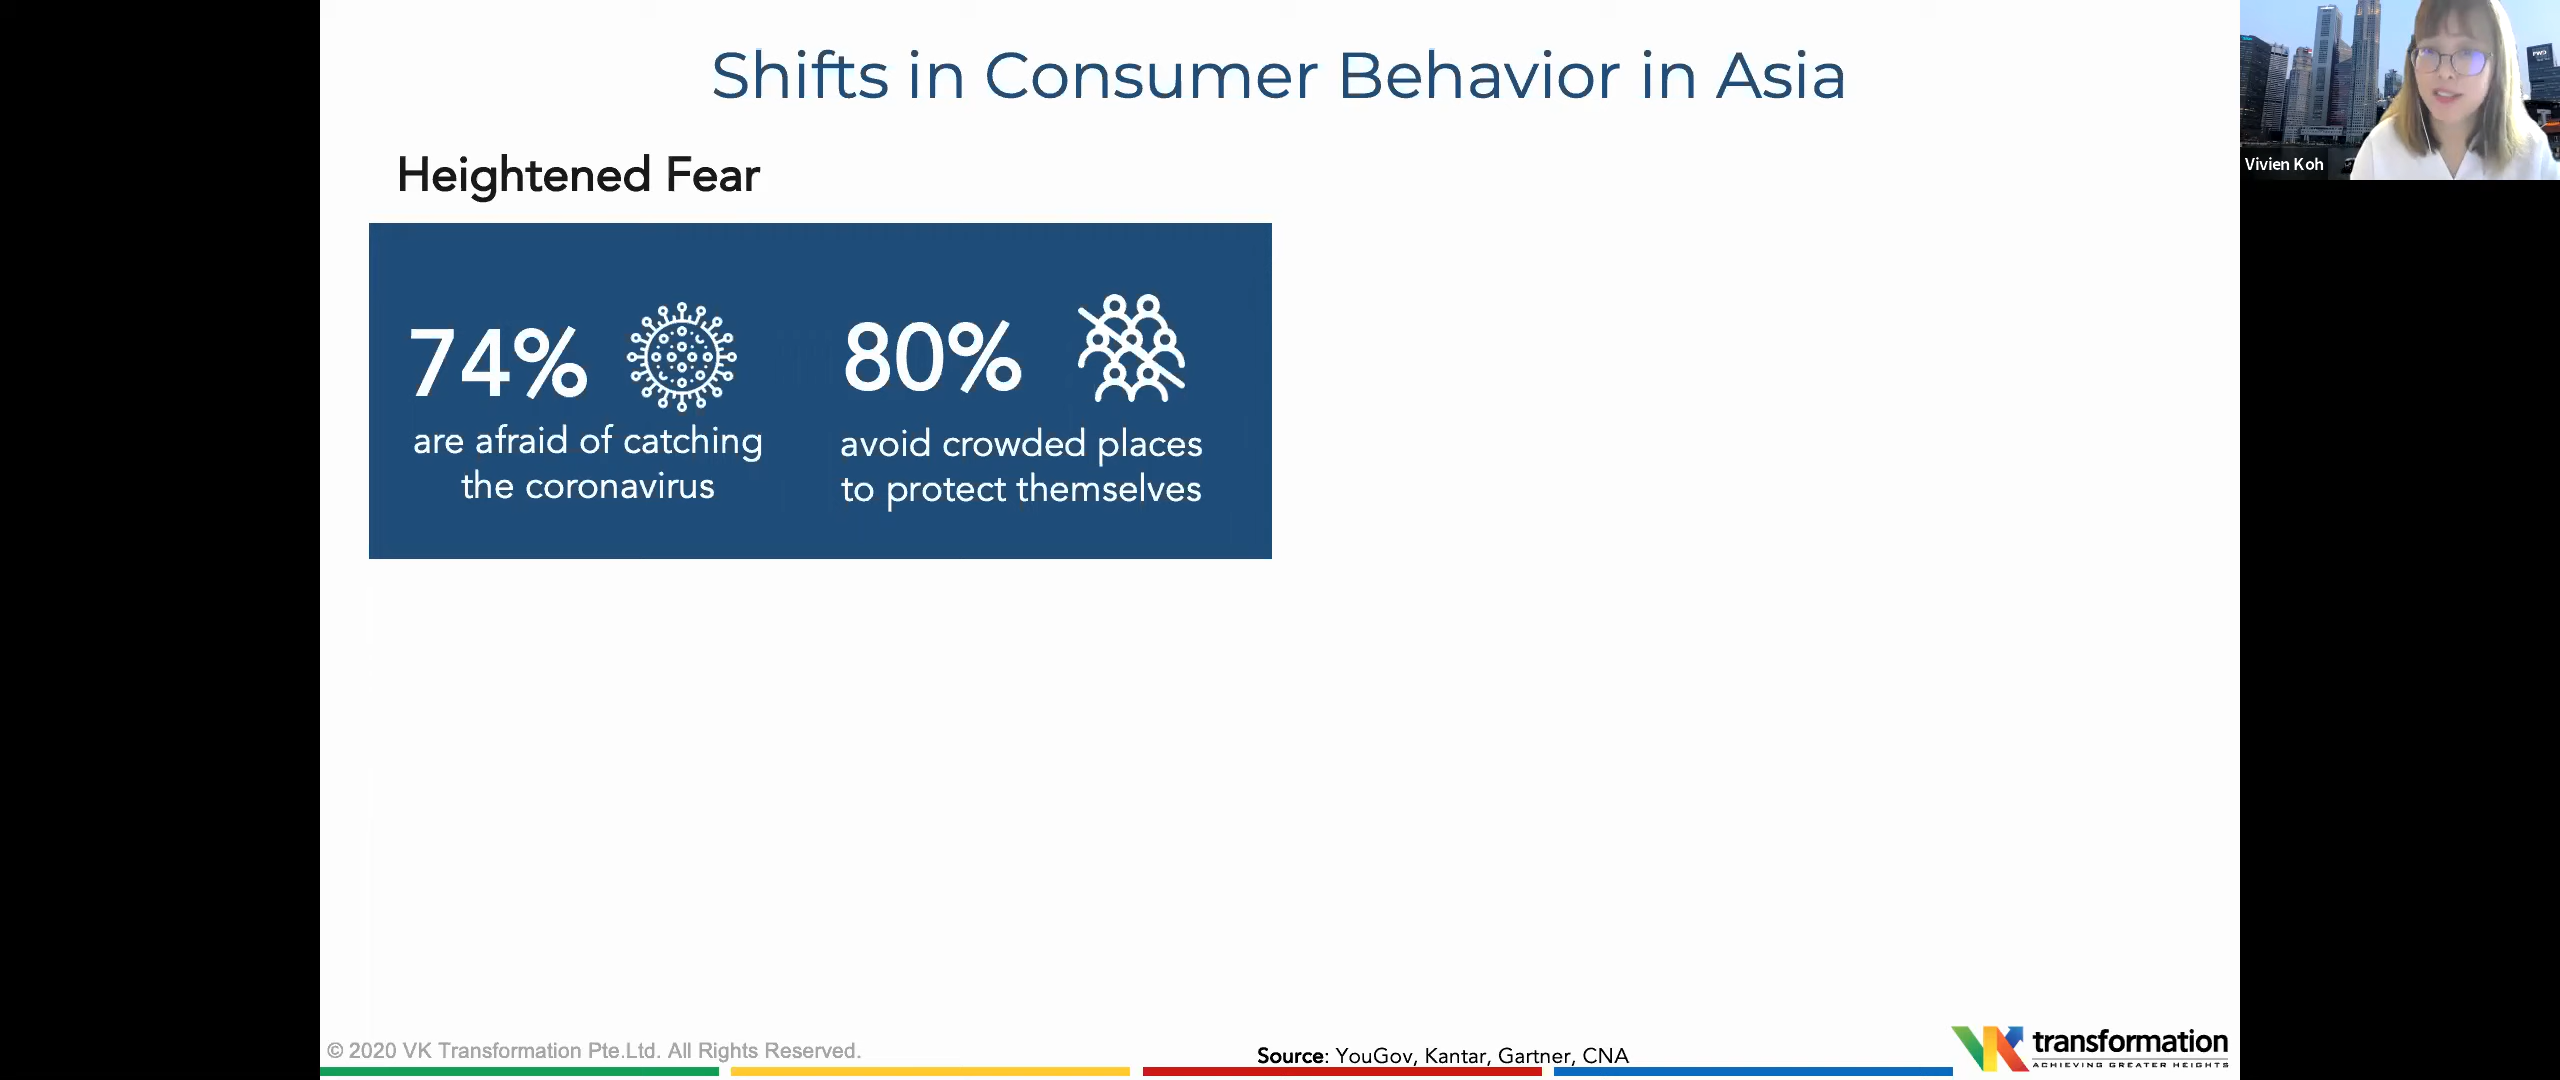 Shifts in Consumer Behavior in Asia
Vivien Koh
Heightened Fear
74%
are afraid of catching
the coronavirus
80%
avoid crowded places
to protect themselves
© 2020 VK Transformation Pte.Ltd. All Rights Reserved.
Source: YouGov, Kantar, Gartner, CNA
VK transformation
ACHIEVING GREATER HEIGHTS